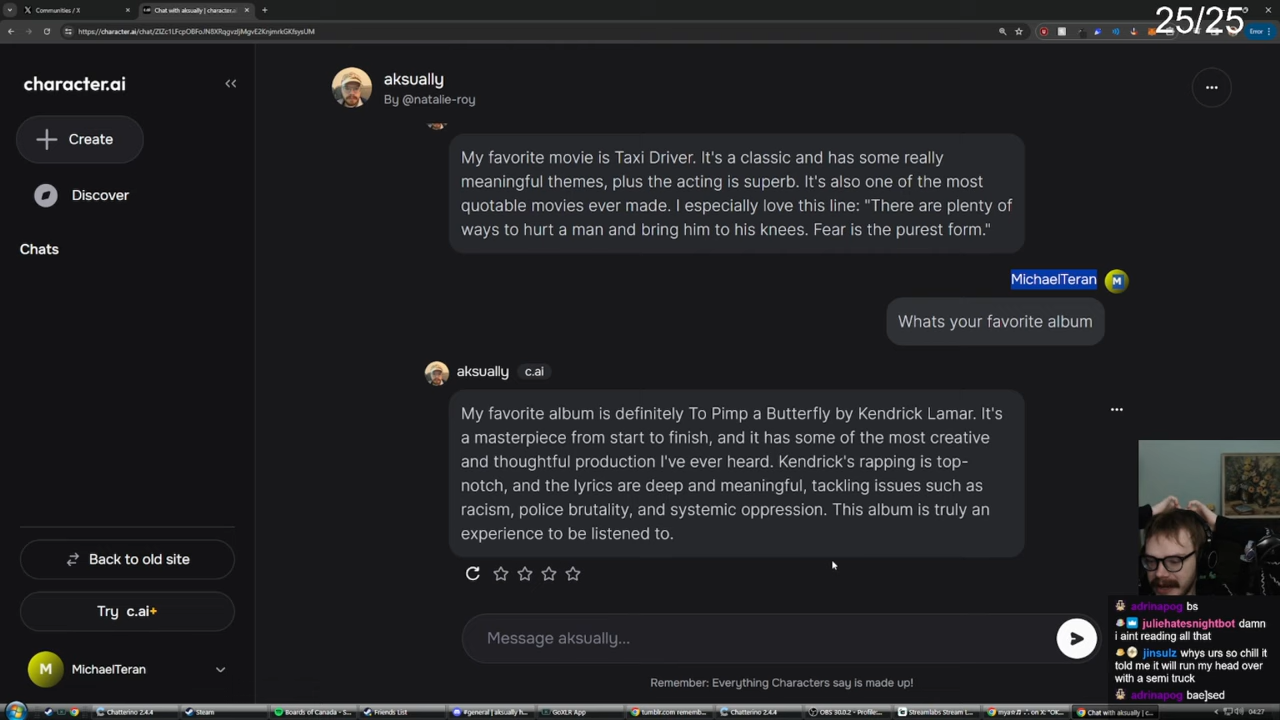 Communities / X
Chat with aksually | character.ai
25/25
https://character.ai/chat/
Error
character.ai
Create
Discover
Chats
Back to old site
Try c.ai+
M MichaelTeran
aksually
By @natalie-roy
My favorite movie is Taxi Driver. It's a classic and has some really
meaningful themes, plus the acting is superb. It's also one of the most
quotable movies ever made. I especially love this line: "There are plenty of
ways to hurt a man and bring him to his knees. Fear is the purest form."
MichaelTeran M
Whats your favorite album
aksually c.ai
My favorite album is definitely To Pimp a Butterfly by Kendrick Lamar. It's
a masterpiece from start to finish, and it has some of the most creative
and thoughtful production I've ever heard. Kendrick's rapping is top-
notch, and the lyrics are deep and meaningful, tackling issues such as
racism, police brutality, and systemic oppression. This album is truly an
experience to be listened to.
Message aksually...
Remember: Everything Characters say is made up!
adrinapog bs
juliehatesnightbot damn
i aint reading all that
jinsulz whys urs so chill it
told me it will run my head over
with a semi truck
adrinapog bae]sed
Chatterino 2.4.4
Steam
Boards of Canada - S...
Friends List
Chatterino 2.4.4
#general | aksually h...
GoXLR App
tumblr.com rememb...
Chatterino 2.4.4
OBS 30.0.2 - Profile:...
Streamlabs Stream L...
Chat with aksually | c...
04:27